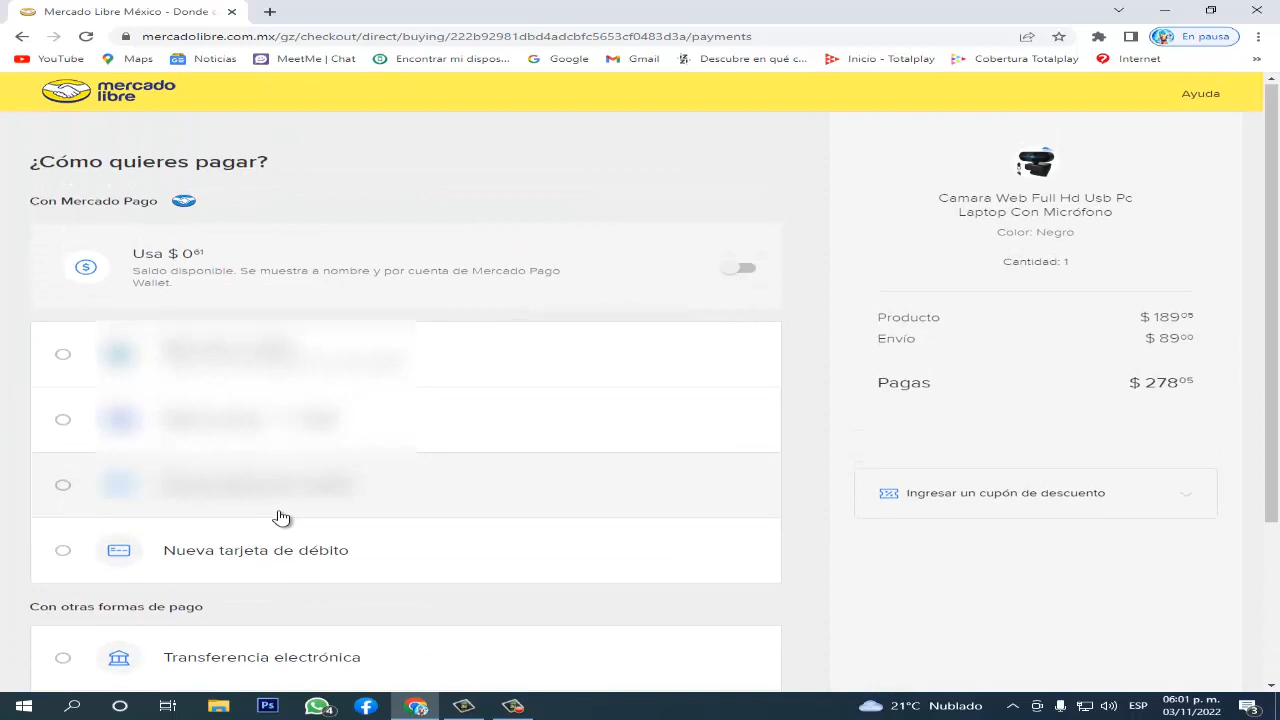 Mercado Libre México - Donde c
En pausa
mercadolibre.com.mx/gz/checkout/direct/buying/222b92981dbd4adcbfc5653cf0483d3a/payments
YouTube
Maps
Noticias
MeetMe | Chat
Encontrar mi dispos...
Google
Gmail
Descubre en qué c...
Inicio - Totalplay
Cobertura Totalplay
Internet
»
mercado
libre
Ayuda
¿Cómo quieres pagar?
Con Mercado Pago
Usa $ 0⁶¹
Saldo disponible. Se muestra a nombre y por cuenta de Mercado Pago
Wallet.
Nueva tarjeta de débito
Con otras formas de pago
Transferencia electrónica
Camara Web Full Hd Usb Pc
Laptop Con Micrófono
Color: Negro
Cantidad: 1
Producto $ 189⁰⁵
Envío $ 89⁰⁰
Pagas $ 278⁰⁵
Ingresar un cupón de descuento
Ps
4
21°C Nublado
ESP
06:01 p. m.
03/11/2022
3